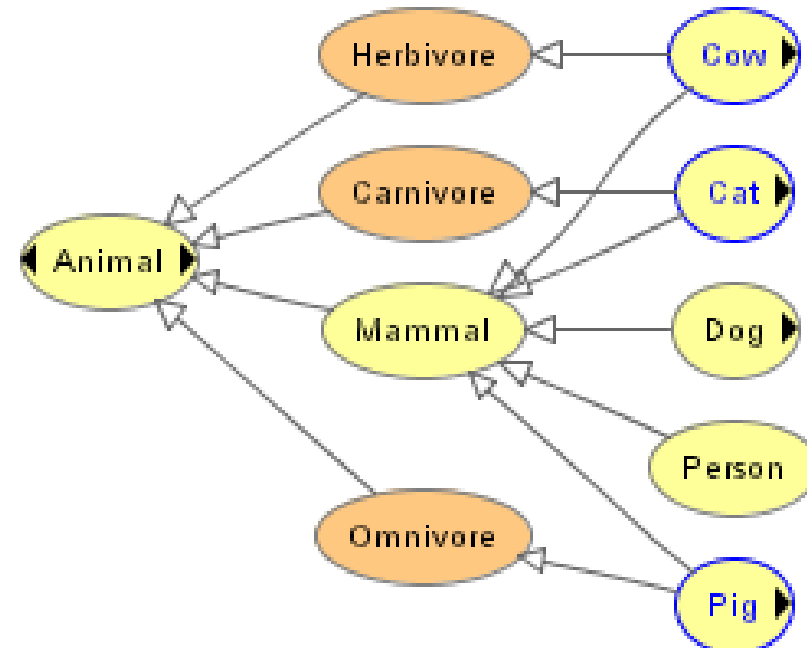 Herbivore
Cow
Carnivore
Cat
Animal
Mammal
Dog
Person
Omnivore
Pig